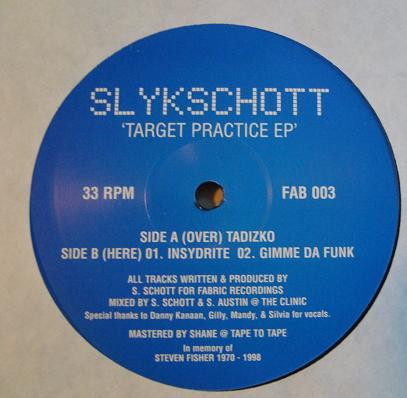 SLYKSCHOTT
'TARGET PRACTICE EP'
33 RPM FAB 003
SIDE A (OVER) TADIZKO
SIDE B (HERE) 01. INSYDRITE 02. GIMME DA FUNK
ALL TRACKS WRITTEN & PRODUCED BY
S. SCHOTT FOR FABRIC RECORDINGS
MIXED BY S. SCHOTT & S. AUSTIN @ THE CLINIC
Special thanks to Danny Kanaan, Gilly, Mandy, & Silvia for vocals.
MASTERED BY SHANE @ TAPE TO TAPE
In memory of
STEVEN FISHER 1970 - 1998